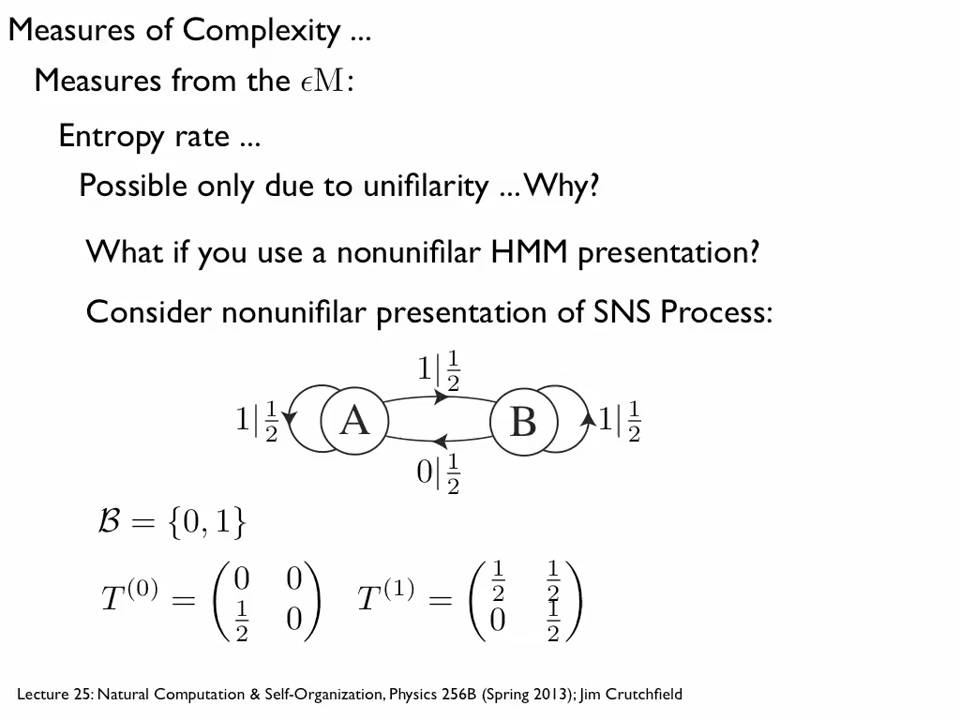 Measures of Complexity ...
Measures from the ϵM:
Entropy rate ...
Possible only due to unifilarity ... Why?
What if you use a nonunifilar HMM presentation?
Consider nonunifilar presentation of SNS Process:
1|1/2
1|1/2 A B 1|1/2
0|1/2
ℬ = {0, 1}
T^(0) = (0 0; 1/2 0) T^(1) = (1/2 1/2; 0 1/2)
Lecture 25: Natural Computation & Self-Organization, Physics 256B (Spring 2013); Jim Crutchfield